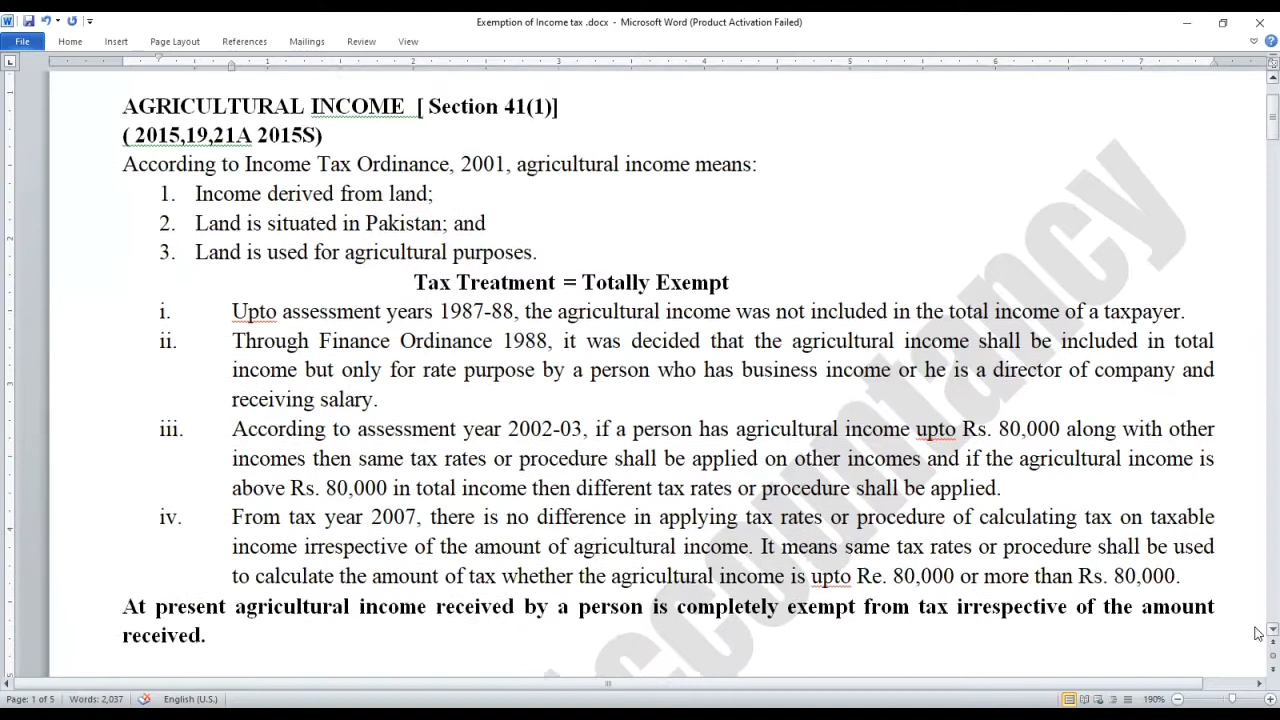 Exemption of Income tax .docx - Microsoft Word (Product Activation Failed)
File Home Insert Page Layout References Mailings Review View
1 2 3 4 5 6 7
AGRICULTURAL INCOME [ Section 41(1)]
( 2015,19,21A 2015S)
According to Income Tax Ordinance, 2001, agricultural income means:
1. Income derived from land;
2. Land is situated in Pakistan; and
3. Land is used for agricultural purposes.
Tax Treatment = Totally Exempt
i. Upto assessment years 1987-88, the agricultural income was not included in the total income of a taxpayer.
ii. Through Finance Ordinance 1988, it was decided that the agricultural income shall be included in total
income but only for rate purpose by a person who has business income or he is a director of company and
receiving salary.
iii. According to assessment year 2002-03, if a person has agricultural income upto Rs. 80,000 along with other
incomes then same tax rates or procedure shall be applied on other incomes and if the agricultural income is
above Rs. 80,000 in total income then different tax rates or procedure shall be applied.
iv. From tax year 2007, there is no difference in applying tax rates or procedure of calculating tax on taxable
income irrespective of the amount of agricultural income. It means same tax rates or procedure shall be used
to calculate the amount of tax whether the agricultural income is upto Re. 80,000 or more than Rs. 80,000.
At present agricultural income received by a person is completely exempt from tax irrespective of the amount
received.
ccountancy
Page: 1 of 5 Words: 2,037 English (U.S.) 190%